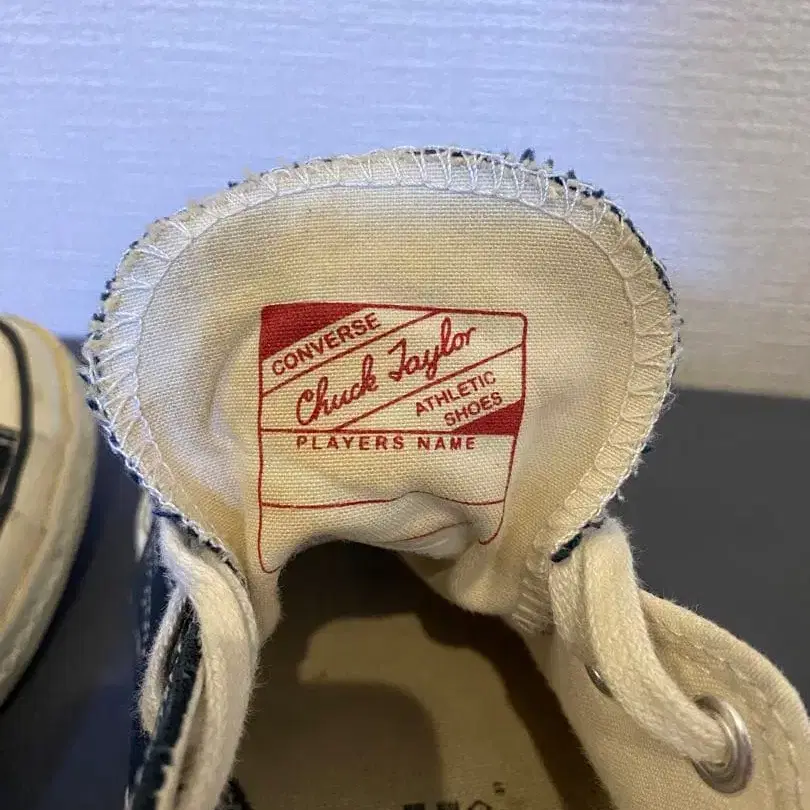 CONVERSE
Chuck Taylor
ATHLETIC
SHOES
PLAYERS NAME